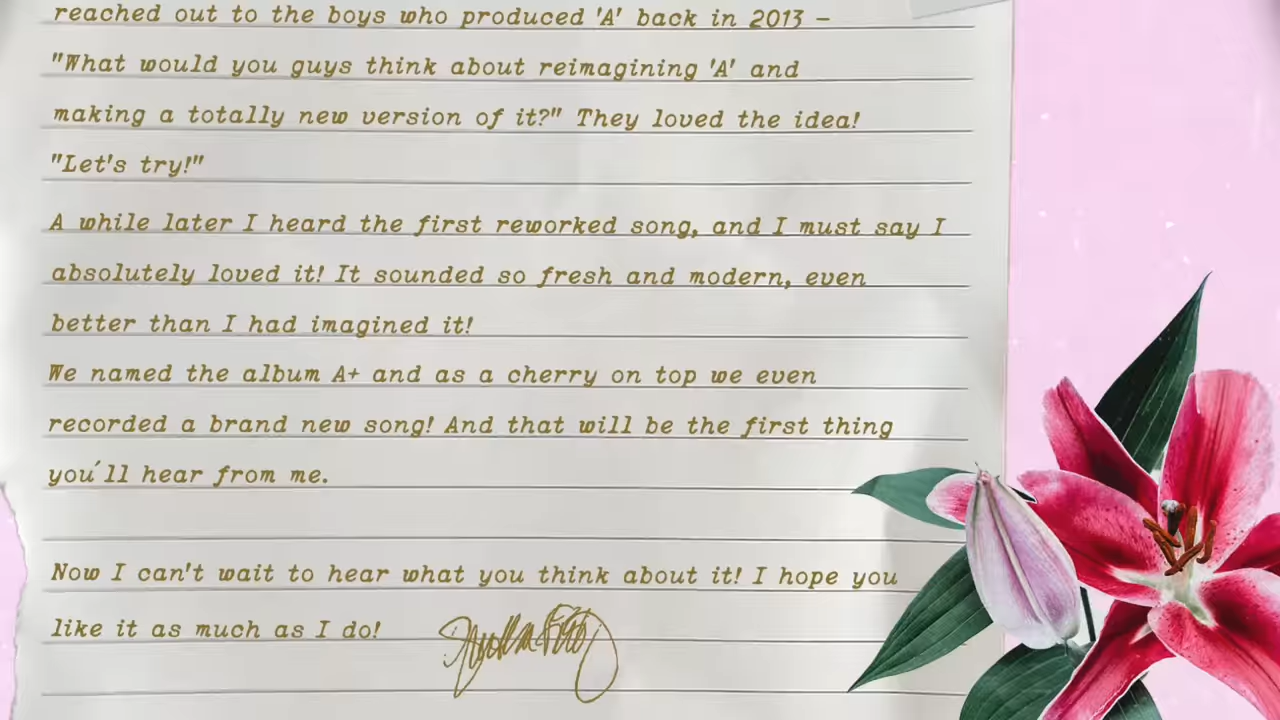 reached out to the boys who produced 'A' back in 2013 –
"What would you guys think about reimagining 'A' and
making a totally new version of it?" They loved the idea!
"Let's try!"
A while later I heard the first reworked song, and I must say I
absolutely loved it! It sounded so fresh and modern, even
better than I had imagined it!
We named the album A+ and as a cherry on top we even
recorded a brand new song! And that will be the first thing
you´ll hear from me.
Now I can't wait to hear what you think about it! I hope you
like it as much as I do!